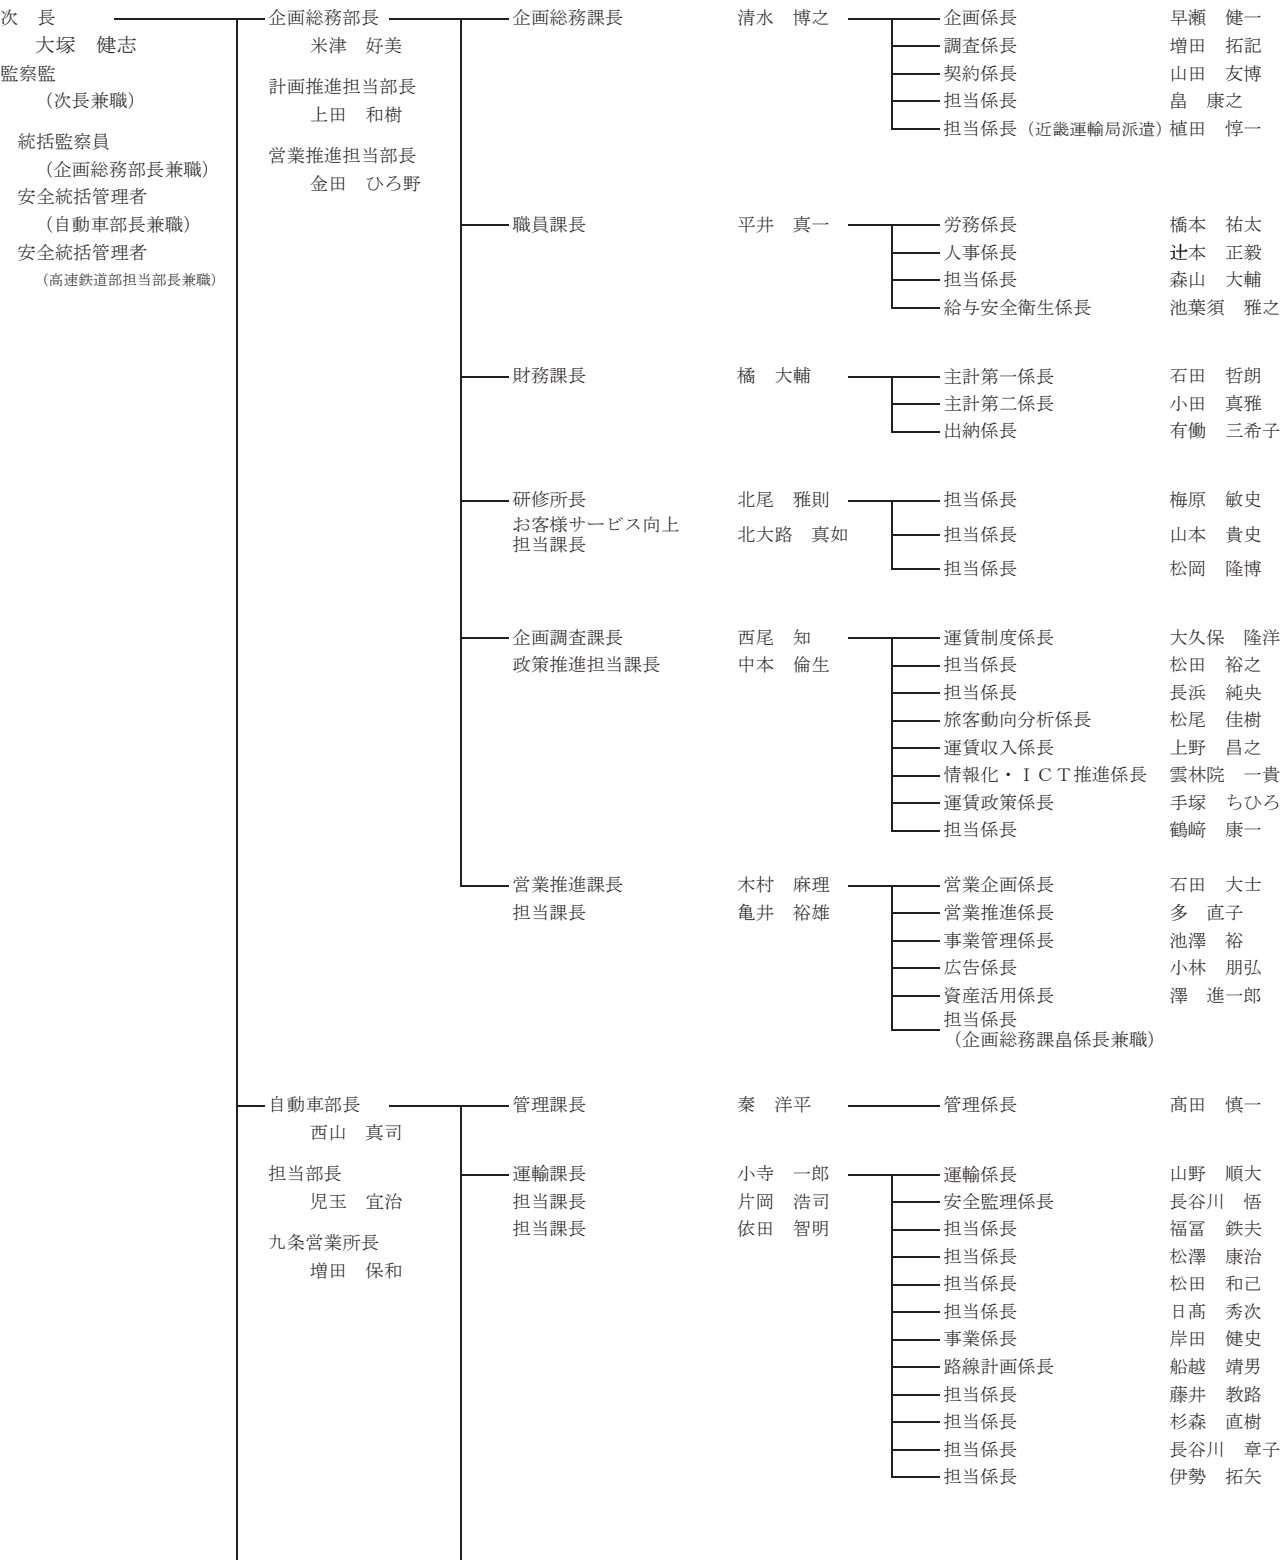 次　長　企画総務部長　企画総務課長　清水　博之　企画係長　早瀬　健一
大塚　健志　米津　好美　調査係長　増田　拓記
監察監　契約係長　山田　友博
（次長兼職）　計画推進担当部長　担当係長　畠　康之
上田　和樹　担当係長（近畿運輸局派遣）植田　惇一
統括監察員
（企画総務部長兼職）　営業推進担当部長
安全統括管理者　金田　ひろ野
（自動車部長兼職）　職員課長　平井　真一　労務係長　橋本　祐太
安全統括管理者　人事係長　辻本　正毅
（高速鉄道部担当部長兼職）　担当係長　森山　大輔
給与安全衛生係長　池葉須　雅之
財務課長　橘　大輔　主計第一係長　石田　哲朗
主計第二係長　小田　真雅
出納係長　有働　三希子
研修所長　北尾　雅則　担当係長　梅原　敏史
お客様サービス向上
担当課長　北大路　真如　担当係長　山本　貴史
担当係長　松岡　隆博
企画調査課長　西尾　知　運賃制度係長　大久保　隆洋
政策推進担当課長　中本　倫生　担当係長　松田　裕之
担当係長　長浜　純央
旅客動向分析係長　松尾　佳樹
運賃収入係長　上野　昌之
情報化・ＩＣＴ推進係長　雲林院　一貴
運賃政策係長　手塚　ちひろ
担当係長　鶴﨑　康一
営業推進課長　木村　麻理　営業企画係長　石田　大士
担当課長　亀井　裕雄　営業推進係長　多　直子
事業管理係長　池澤　裕
広告係長　小林　朋弘
資産活用係長　澤　進一郎
担当係長
（企画総務課畠係長兼職）
自動車部長　管理課長　秦　洋平　管理係長　髙田　慎一
西山　真司
担当部長　運輸課長　小寺　一郎　運輸係長　山野　順大
児玉　宜治　担当課長　片岡　浩司　安全監理係長　長谷川　悟
担当課長　依田　智明　担当係長　福冨　鉄夫
九条営業所長　担当係長　松澤　康治
増田　保和　担当係長　松田　和己
担当係長　日髙　秀次
事業係長　岸田　健史
路線計画係長　船越　靖男
担当係長　藤井　教路
担当係長　杉森　直樹
担当係長　長谷川　章子
担当係長　伊勢　拓矢